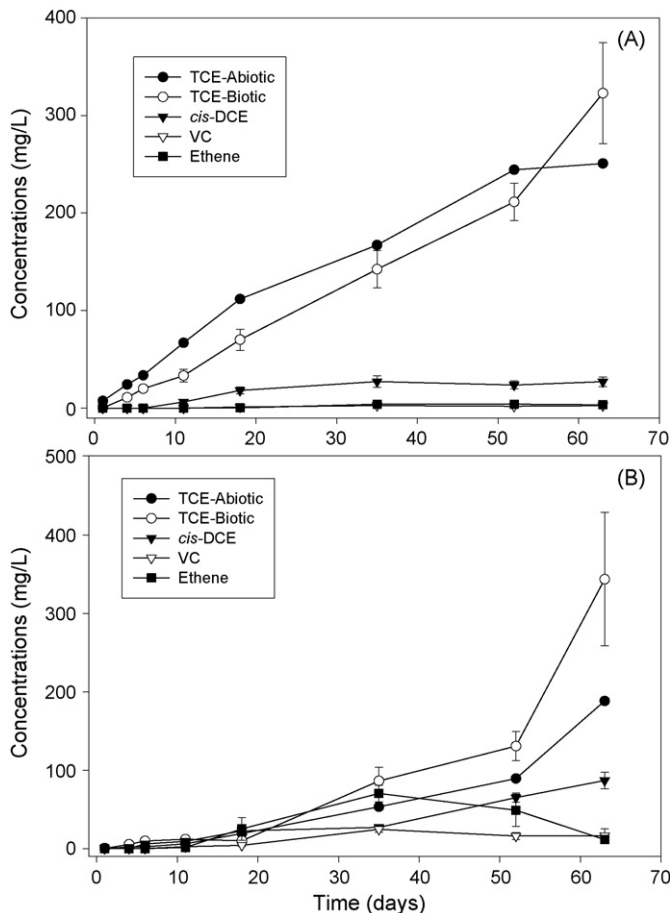 (A)
Concentrations (mg/L)
400
300
200
100
0
TCE-Abiotic
TCE-Biotic
cis-DCE
VC
Ethene
0 10 20 30 40 50 60 70
(B)
Concentrations (mg/L)
500
400
300
200
100
0
TCE-Abiotic
TCE-Biotic
cis-DCE
VC
Ethene
0 10 20 30 40 50 60 70
Time (days)